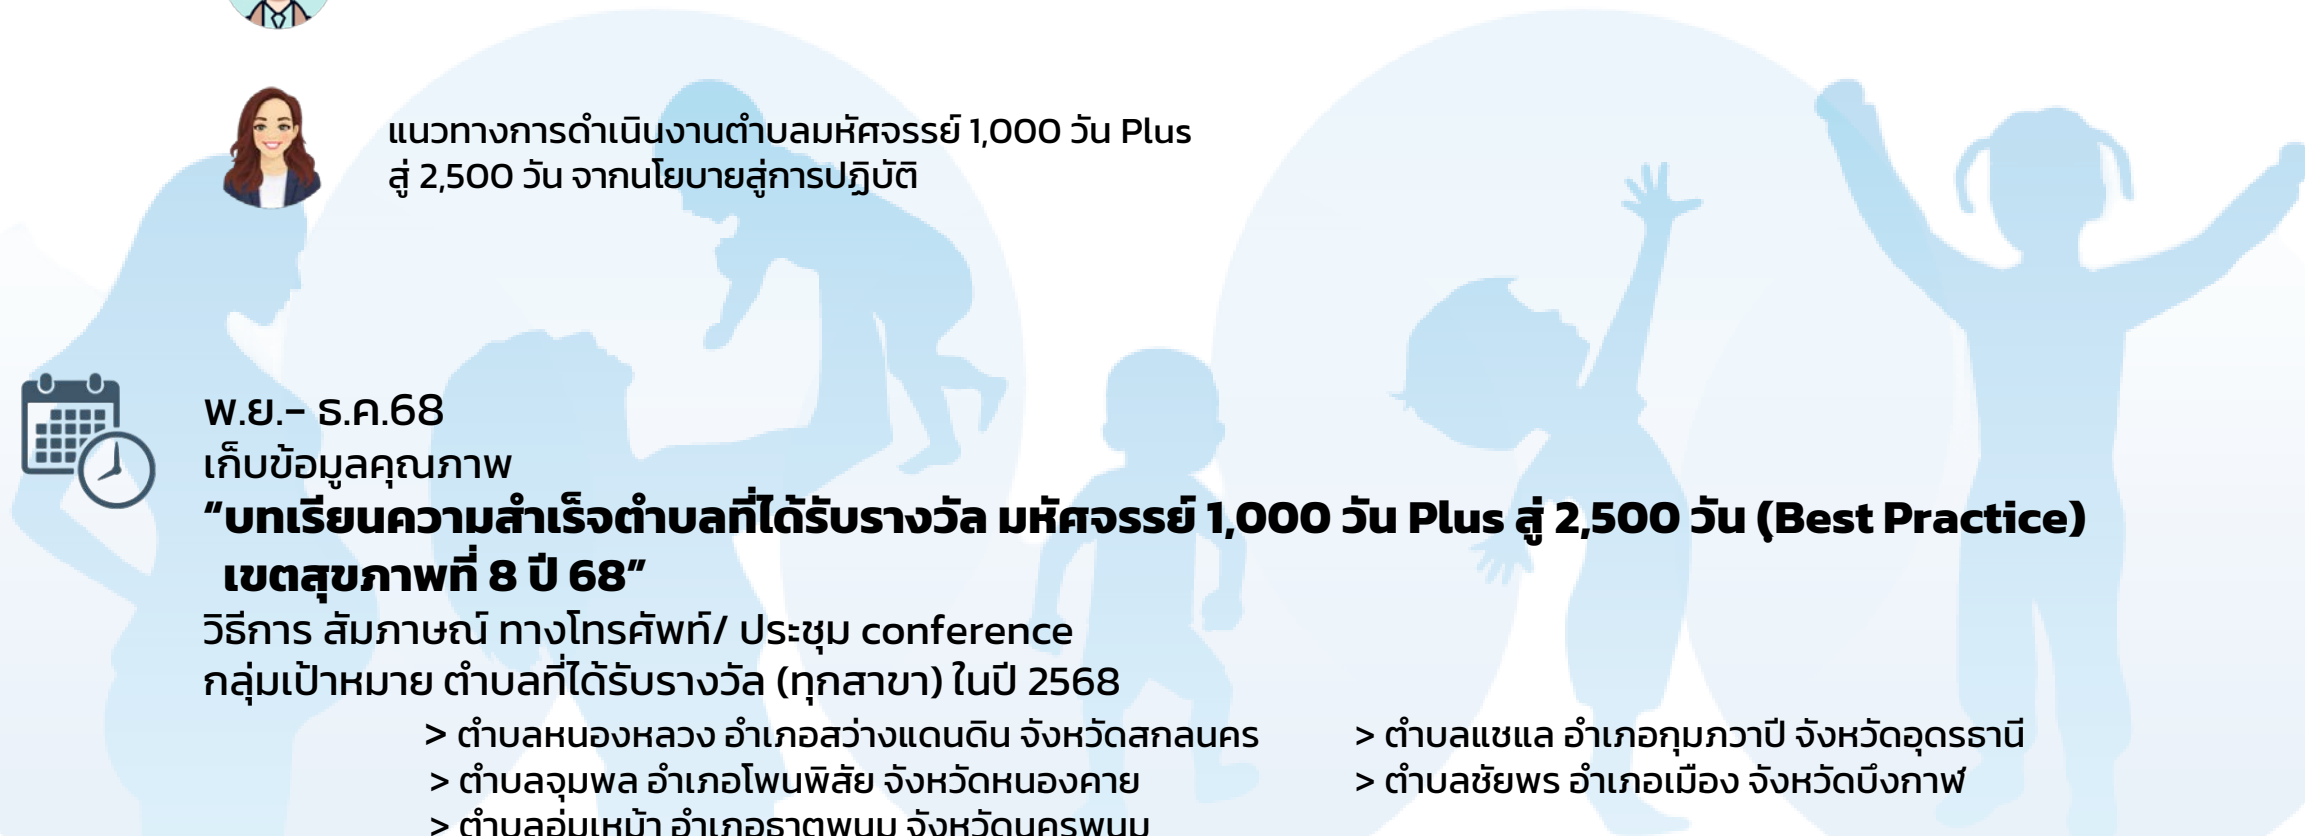 แนวทางการดำเนินงานตำบลมหัศจรรย์ 1,000 วัน Plus
สู่ 2,500 วัน จากนโยบายสู่การปฏิบัติ
พ.ย.- ธ.ค.68
เก็บข้อมูลคุณภาพ
"บทเรียนความสำเร็จตำบลที่ได้รับรางวัล มหัศจรรย์ 1,000 วัน Plus สู่ 2,500 วัน (Best Practice)
เขตสุขภาพที่ 8 ปี 68"
วิธีการ สัมภาษณ์ ทางโทรศัพท์/ ประชุม conference
กลุ่มเป้าหมาย ตำบลที่ได้รับรางวัล (ทุกสาขา) ในปี 2568
> ตำบลหนองหลวง อำเภอสว่างแดนดิน จังหวัดสกลนคร
> ตำบลจุมพล อำเภอโพนพิสัย จังหวัดหนองคาย
> ตำบลอุ่มเหม้า อำเภอธาตุพนม จังหวัดนครพนม
> ตำบลแชแล อำเภอกุมภวาปี จังหวัดอุดรธานี
> ตำบลชัยพร อำเภอเมือง จังหวัดบึงกาฬ